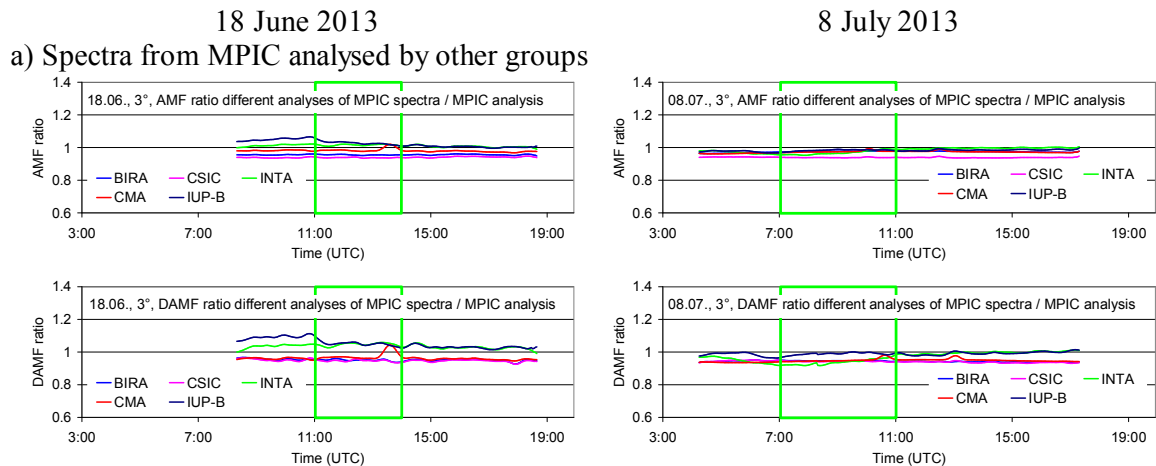 18 June 2013
8 July 2013
a) Spectra from MPIC analysed by other groups
18.06., 3°, AMF ratio different analyses of MPIC spectra / MPIC analysis
AMF ratio
1.4
1.2
1
0.8
0.6
BIRA CSIC INTA
CMA IUP-B
3:00 7:00 11:00 15:00 19:00
Time (UTC)
08.07., 3°, AMF ratio different analyses of MPIC spectra / MPIC analysis
AMF ratio
1.4
1.2
1
0.8
0.6
BIRA CSIC INTA
CMA IUP-B
3:00 7:00 11:00 15:00 19:00
Time (UTC)
18.06., 3°, DAMF ratio different analyses of MPIC spectra / MPIC analysis
DAMF ratio
1.4
1.2
1
0.8
0.6
BIRA CSIC INTA
CMA IUP-B
3:00 7:00 11:00 15:00 19:00
Time (UTC)
08.07., 3°, DAMF ratio different analyses of MPIC spectra / MPIC analysis
DAMF ratio
1.4
1.2
1
0.8
0.6
BIRA CSIC INTA
CMA IUP-B
3:00 7:00 11:00 15:00 19:00
Time (UTC)